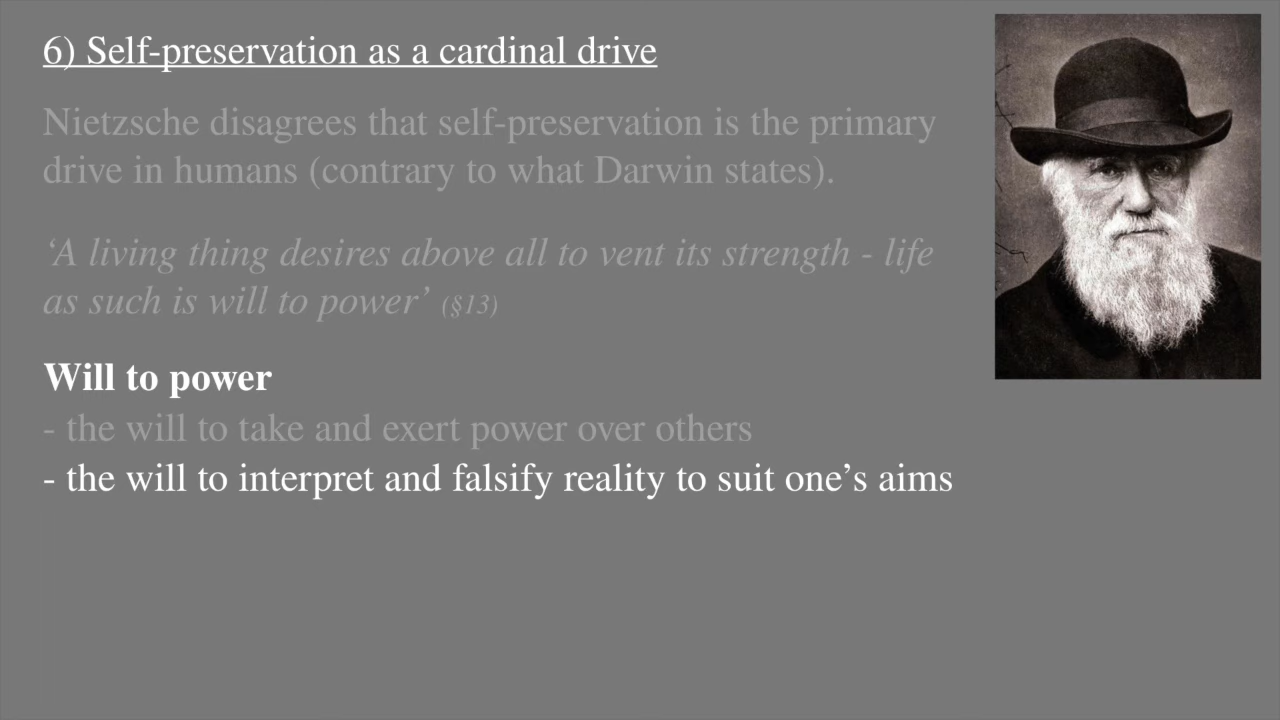 6) Self-preservation as a cardinal drive
Nietzsche disagrees that self-preservation is the primary
drive in humans (contrary to what Darwin states).
‘A living thing desires above all to vent its strength - life
as such is will to power’ (§13)
Will to power
- the will to take and exert power over others
- the will to interpret and falsify reality to suit one’s aims